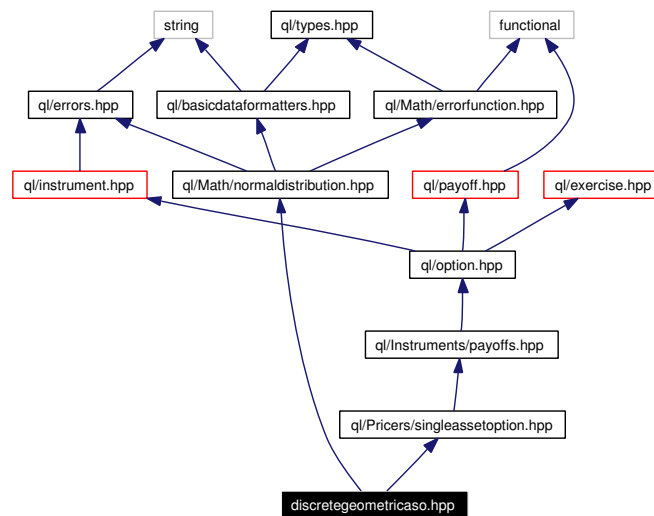 string
ql/types.hpp
functional
ql/errors.hpp
ql/basicdataformatters.hpp
ql/Math/errorfunction.hpp
ql/instrument.hpp
ql/Math/normaldistribution.hpp
ql/payoff.hpp
ql/exercise.hpp
ql/option.hpp
ql/Instruments/payoffs.hpp
ql/Pricers/singleassetoption.hpp
discretegeometricaso.hpp